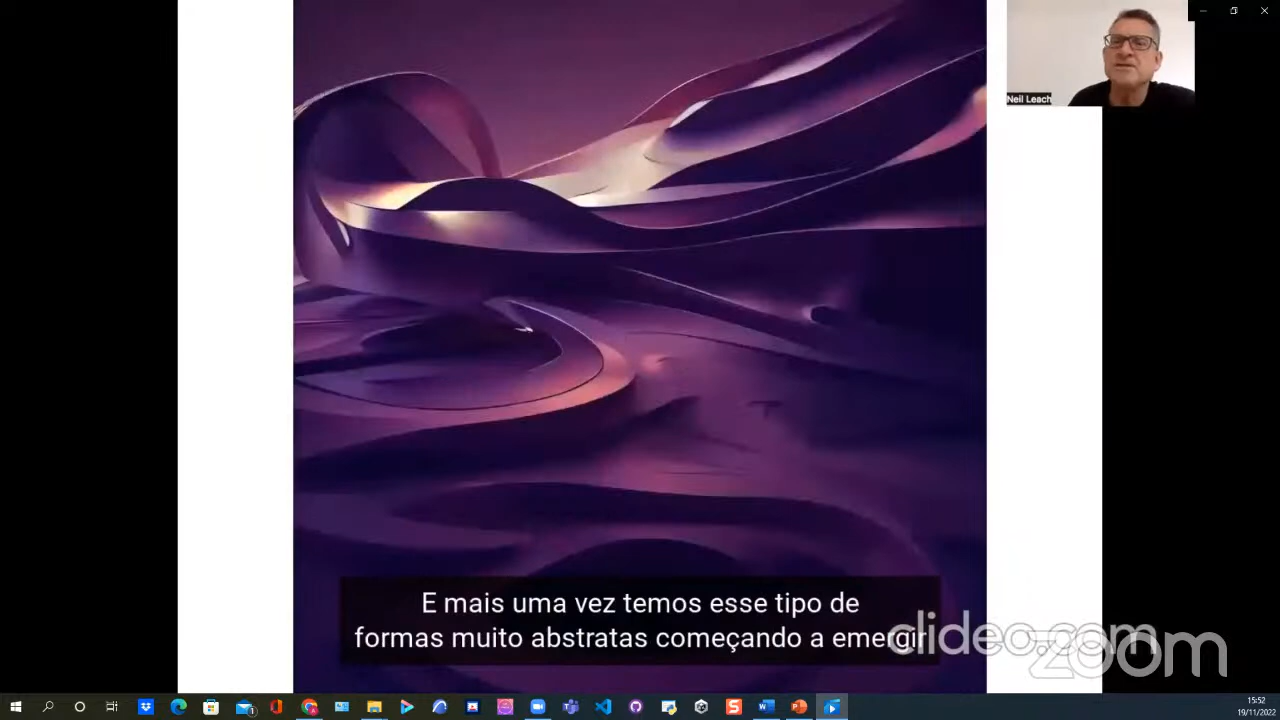 Neil Leach
E mais uma vez temos esse tipo de
formas muito abstratas começando a emergir
clideo.com
zoom
15:52
19/11/2022